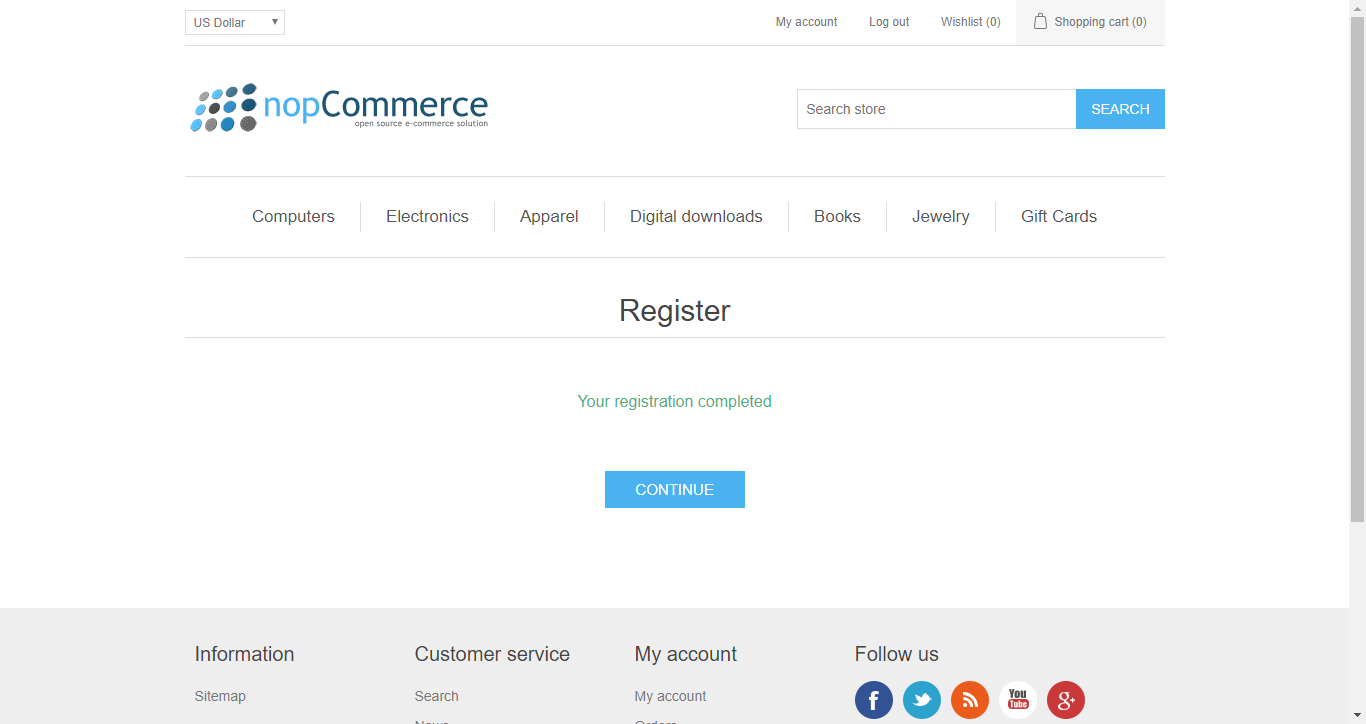 US Dollar
My account
Log out
Wishlist (0)
Shopping cart (0)
nopCommerce
open source e-commerce solution
Search store
SEARCH
Computers
Electronics
Apparel
Digital downloads
Books
Jewelry
Gift Cards
Register
Your registration completed
CONTINUE
Information
Customer service
My account
Follow us
Sitemap
Search
My account
f
You
Tube
g+
News
Orders